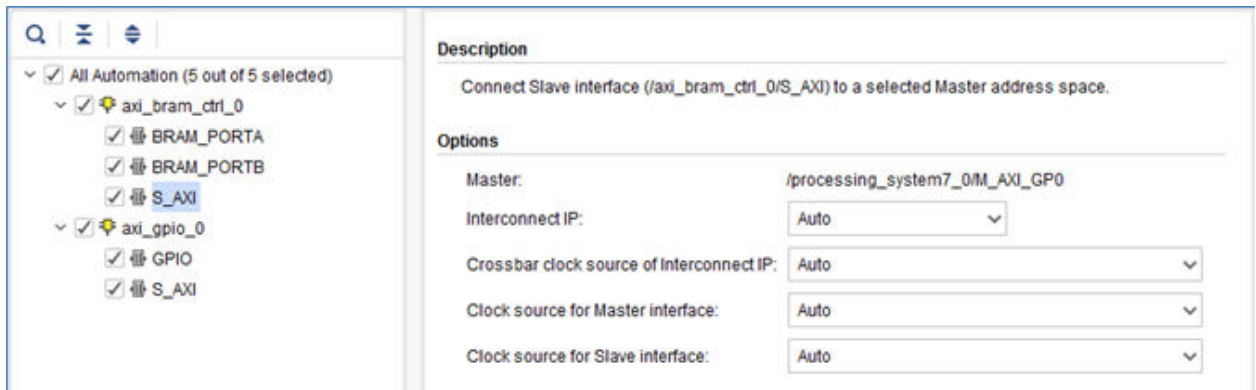 All Automation (5 out of 5 selected)
axi_bram_ctrl_0
BRAM_PORTA
BRAM_PORTB
S_AXI
axi_gpio_0
GPIO
S_AXI
Description
Connect Slave interface (/axi_bram_ctrl_0/S_AXI) to a selected Master address space.
Options
Master: /processing_system7_0/M_AXI_GP0
Interconnect IP: Auto
Crossbar clock source of Interconnect IP: Auto
Clock source for Master interface: Auto
Clock source for Slave interface: Auto